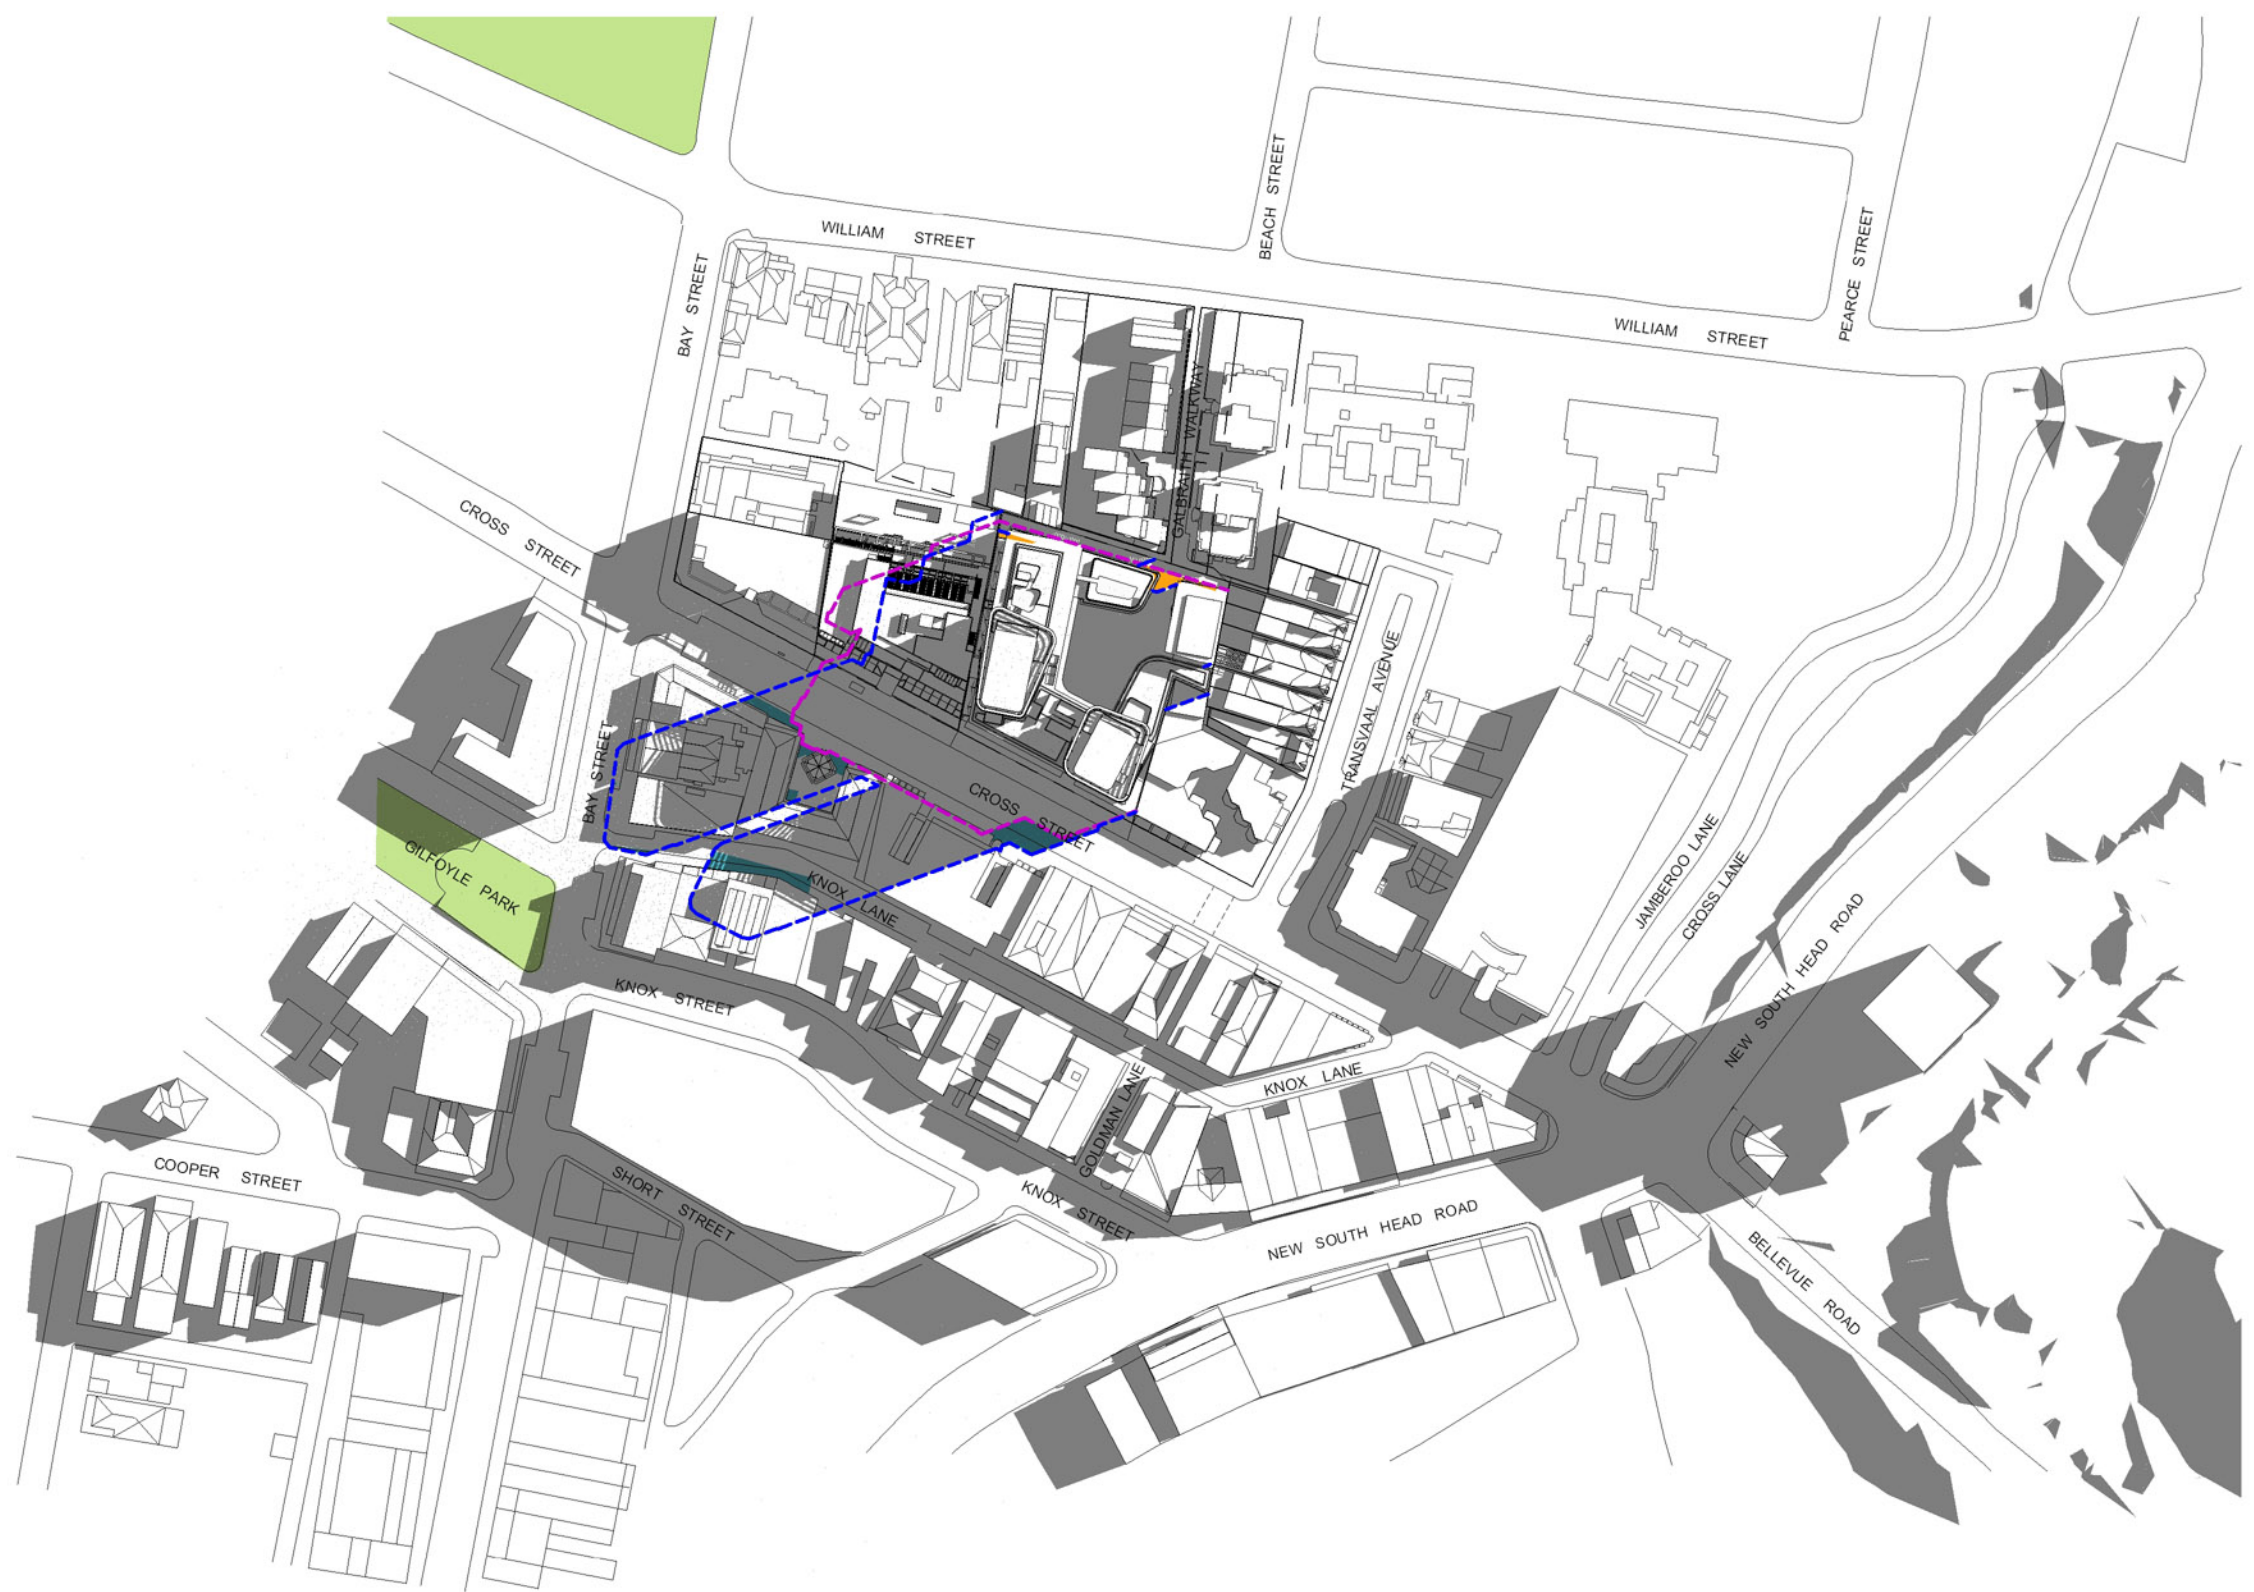 WILLIAM STREET
BEACH STREET
PEARCE STREET
BAY STREET
WILLIAM STREET
GALBRAITH WALKWAY
CROSS STREET
TRANSVAAL AVENUE
BAY STREET
CROSS STREET
GILFOYLE PARK
KNOX LANE
JAMBEROO LANE
CROSS LANE
NEW SOUTH HEAD ROAD
KNOX STREET
KNOX LANE
GOLDMAN LANE
COOPER STREET
SHORT STREET
KNOX STREET
NEW SOUTH HEAD ROAD
BELLEVUE ROAD